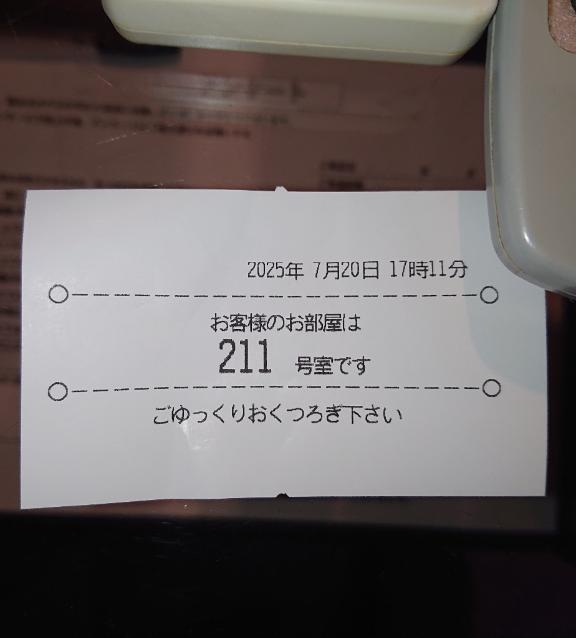 2025年 7月20日 17時11分
お客様のお部屋は
211 号室です
ごゆっくりおくつろぎ下さい